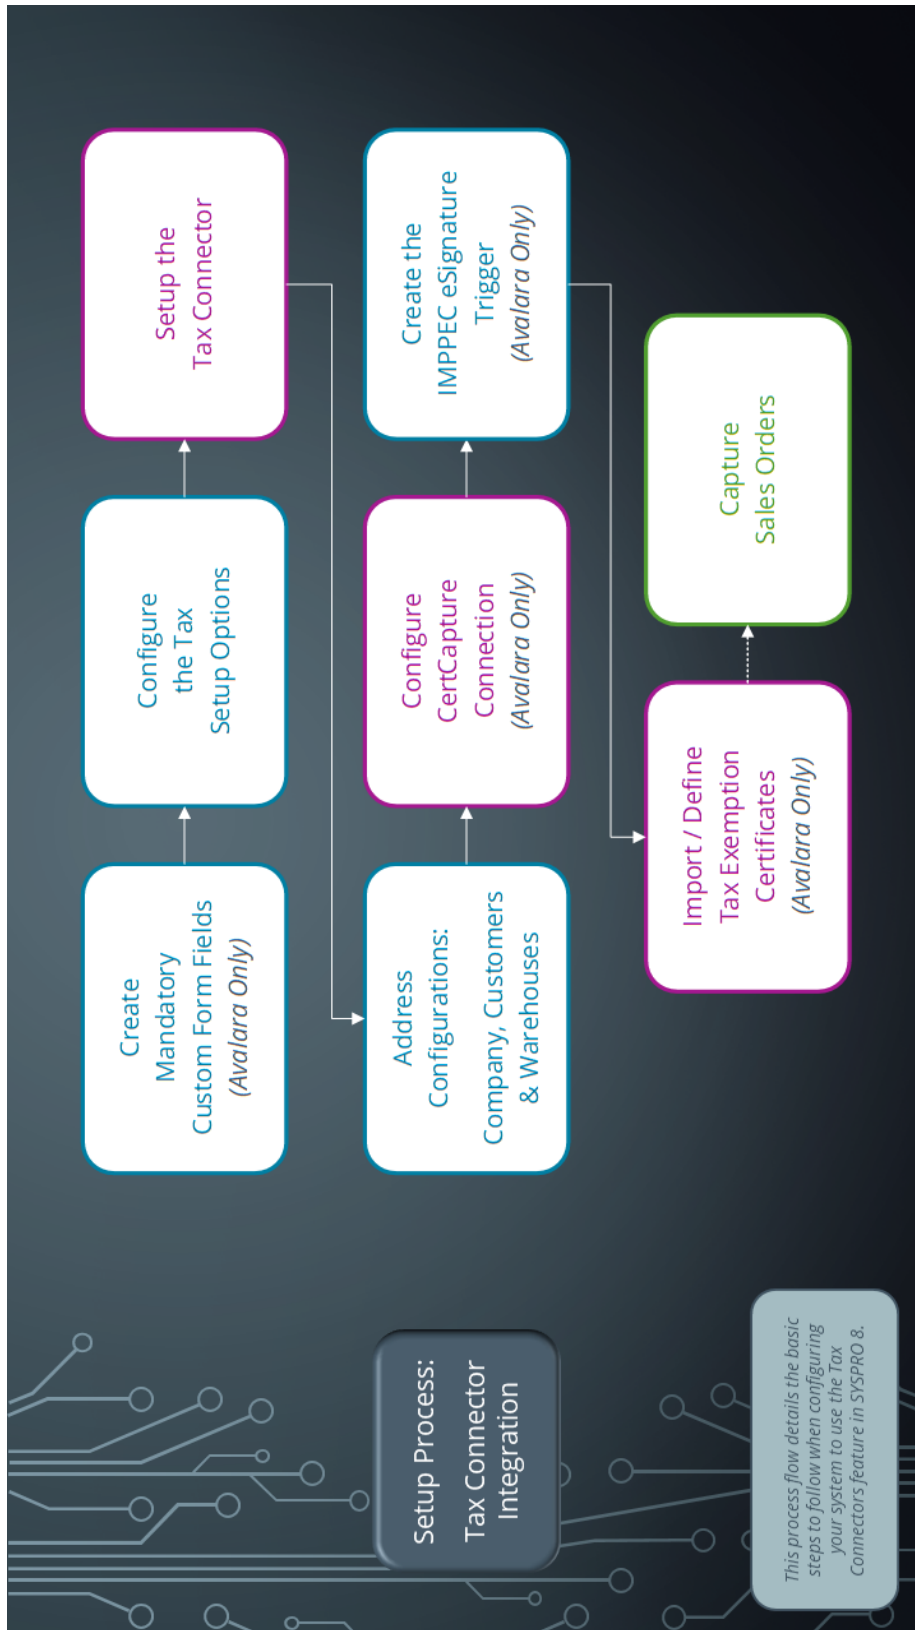 Setup Process:
Tax Connector
Integration
This process flow details the basic
steps to follow when configuring
your system to use the Tax
Connectors feature in SYSPRO 8.
Create
Mandatory
Custom Form Fields
(Avalara Only)
Configure
the Tax
Setup Options
Setup the
Tax Connector
Address
Configurations:
Company, Customers
& Warehouses
Configure
CertCapture
Connection
(Avalara Only)
Create the
IMPPEC eSignature
Trigger
(Avalara Only)
Import / Define
Tax Exemption
Certificates
(Avalara Only)
Capture
Sales Orders